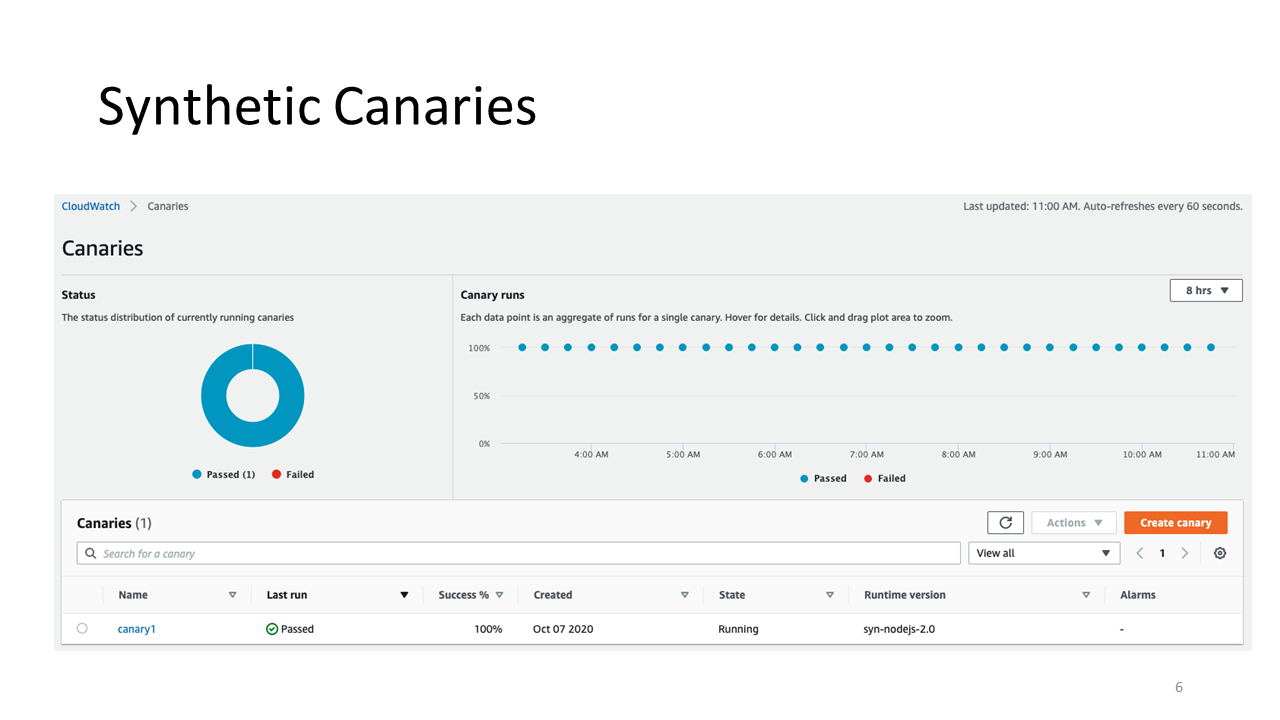 Synthetic Canaries
CloudWatch Canaries
Last updated: 11:00 AM. Auto-refreshes every 60 seconds.
Canaries
Status
The status distribution of currently running canaries
Passed (1) Failed
Canary runs
8 hrs
Each data point is an aggregate of runs for a single canary. Hover for details. Click and drag plot area to zoom.
100%
50%
0%
4:00 AM 5:00 AM 6:00 AM 7:00 AM 8:00 AM 9:00 AM 10:00 AM 11:00 AM
Passed Failed
Canaries (1)
Actions
Create canary
Search for a canary
View all
1
Name Last run Success % Created State Runtime version Alarms
canary1 Passed 100% Oct 07 2020 Running syn-nodejs-2.0 -
6